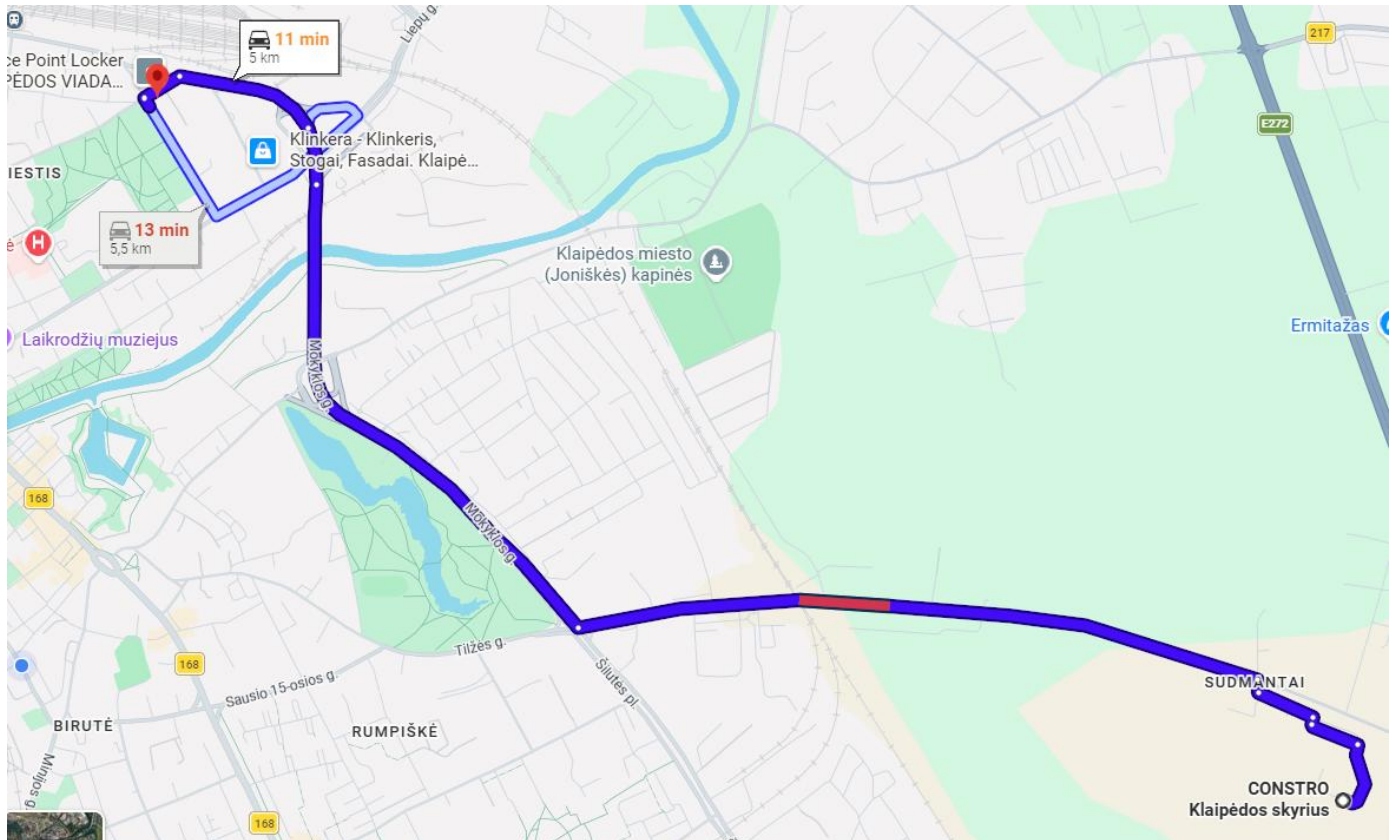 217
11 min
5 km
Liepų g.
ce Point Locker
PĖDOS VIADA...
E272
Klinkera - Klinkeris,
Stogai, Fasadai. Klaipė...
IESTIS
13 min
5,5 km
ė
H
Klaipėdos miesto
(Joniškės) kapinės
Ermitažas
Laikrodžių muziejus
Mokyklos g.
168
Mokyklos g.
Tilžės g.
168
Šilutės pl.
SUDMANTAI
Sausio 15-osios g.
BIRUTĖ
RUMPIŠKĖ
Minijos g.
CONSTRO
Klaipėdos skyrius
168